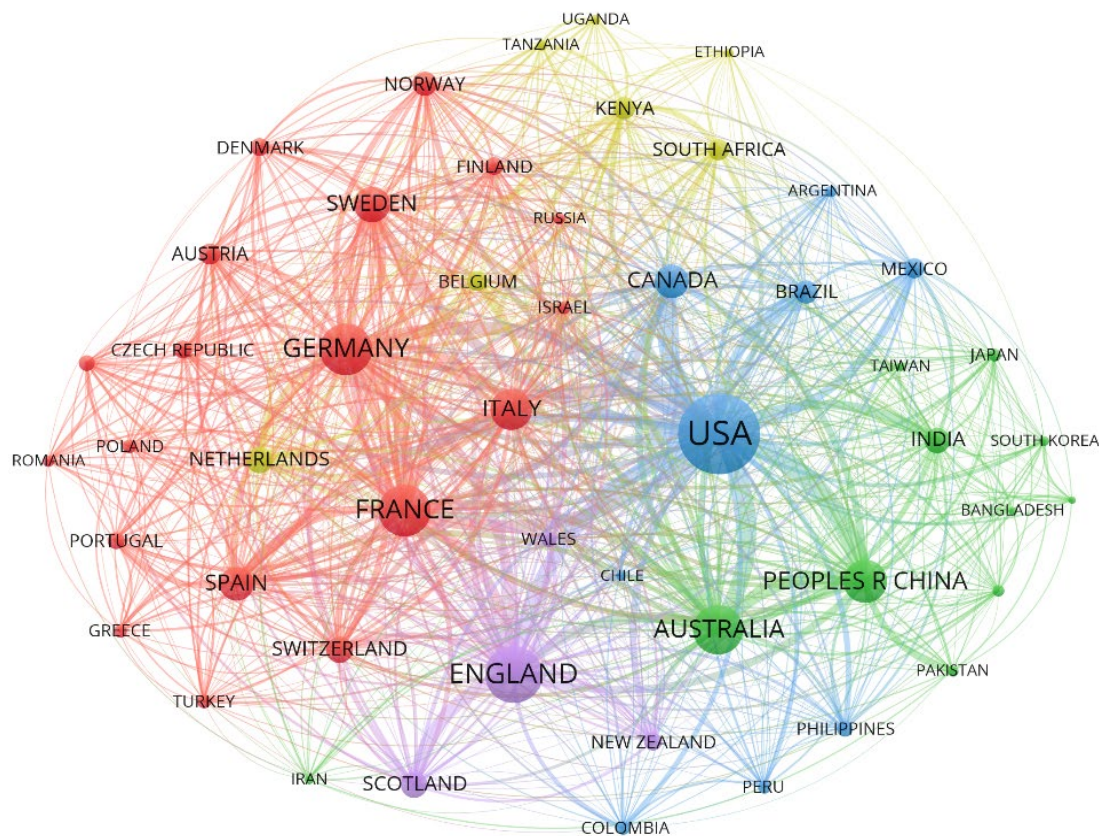 UGANDA
TANZANIA
ETHIOPIA
NORWAY
KENYA
DENMARK
SOUTH AFRICA
FINLAND
ARGENTINA
SWEDEN
RUSSIA
AUSTRIA
MEXICO
BELGIUM
CANADA
BRAZIL
ISRAEL
GERMANY
CZECH REPUBLIC
JAPAN
TAIWAN
ITALY
USA
INDIA
SOUTH KOREA
POLAND
ROMANIA
NETHERLANDS
FRANCE
BANGLADESH
WALES
PORTUGAL
CHILE
SPAIN
PEOPLES R CHINA
GREECE
AUSTRALIA
SWITZERLAND
ENGLAND
PAKISTAN
TURKEY
PHILIPPINES
NEW ZEALAND
IRAN
SCOTLAND
PERU
COLOMBIA